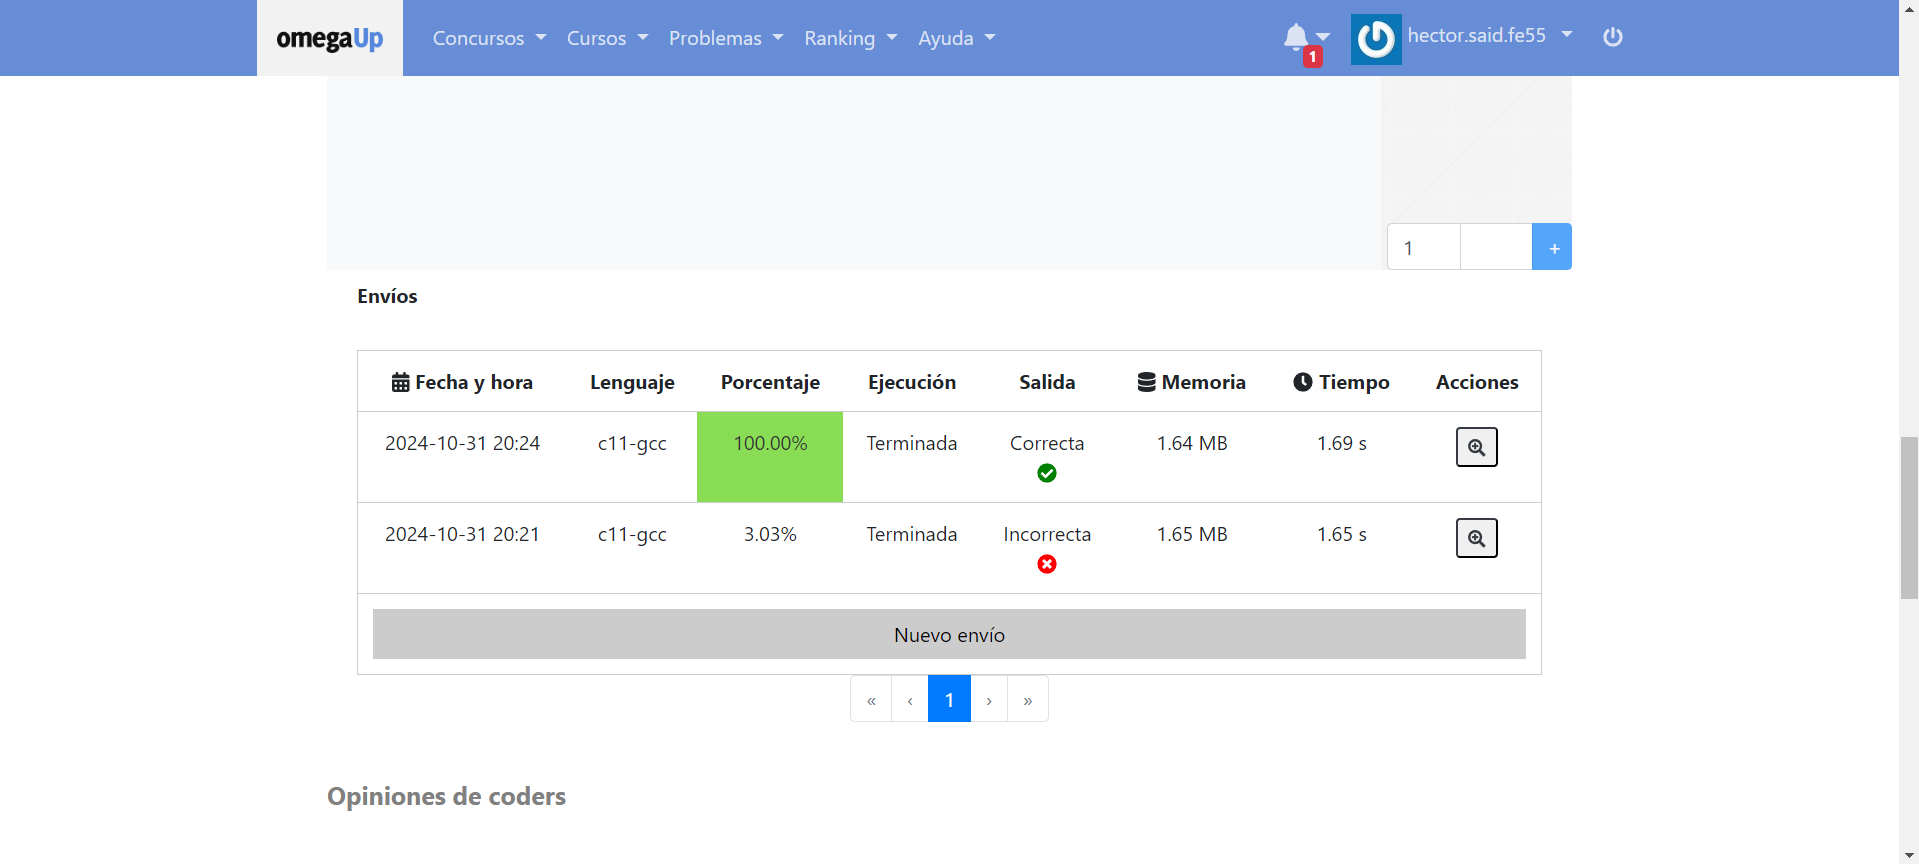 omegaUp Concursos Cursos Problemas Ranking Ayuda 1 hector.said.fe55
1 +
Envíos
Fecha y hora Lenguaje Porcentaje Ejecución Salida Memoria Tiempo Acciones
2024-10-31 20:24 c11-gcc 100.00% Terminada Correcta 1.64 MB 1.69 s
2024-10-31 20:21 c11-gcc 3.03% Terminada Incorrecta 1.65 MB 1.65 s
Nuevo envío
« ‹ 1 › »
Opiniones de coders